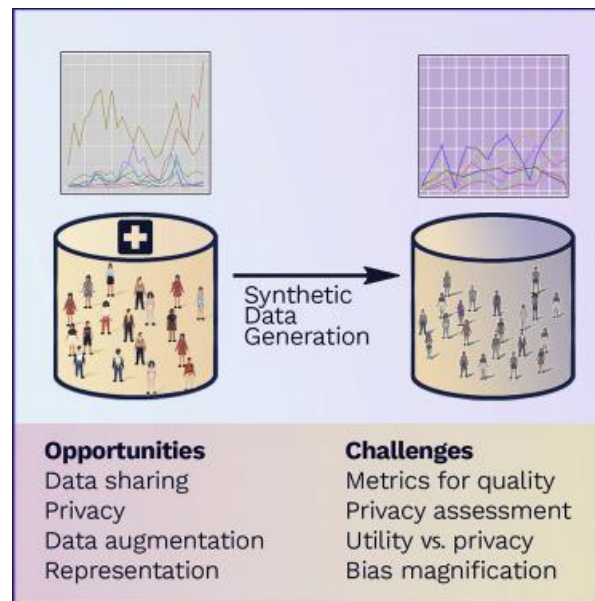 Synthetic
Data
Generation
Opportunities
Data sharing
Privacy
Data augmentation
Representation
Challenges
Metrics for quality
Privacy assessment
Utility vs. privacy
Bias magnification